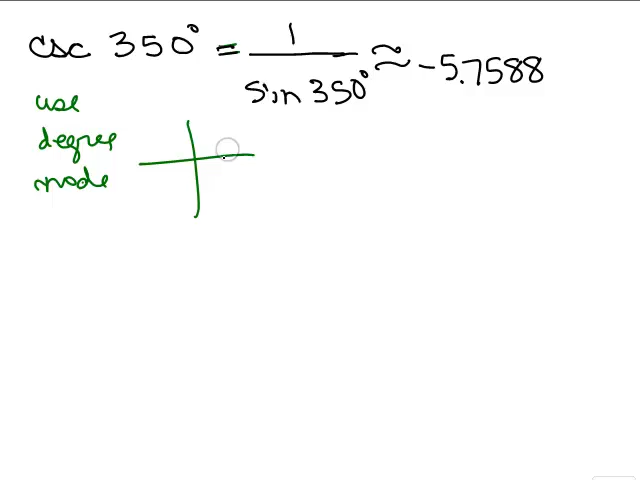 csc 350° = 1/sin 350° ≈ -5.7588
use
degree
mode